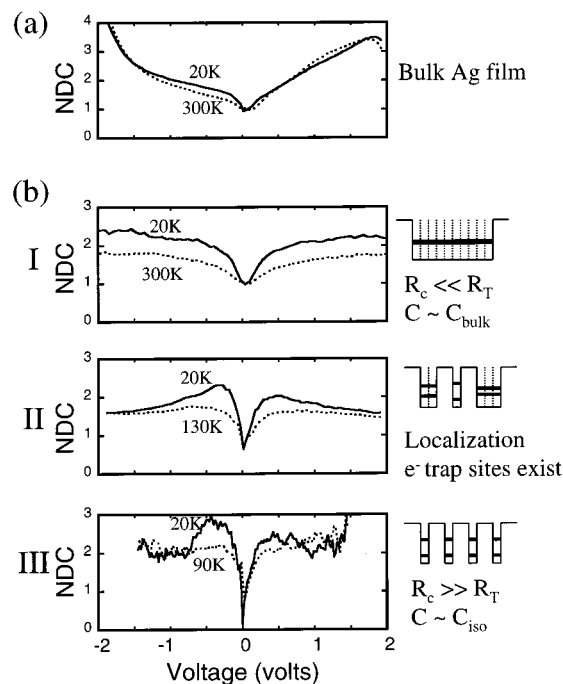 (a)
4
3
2
1
NDC
20K
300K
Bulk Ag film
(b)
I
3
2
1
0
NDC
20K
300K
R_c << R_T
C ~ C_bulk
II
3
2
1
0
NDC
20K
130K
Localization
e⁻ trap sites exist
III
3
2
1
0
NDC
20K
90K
R_c >> R_T
C ~ C_iso
-2 -1 0 1 2
Voltage (volts)